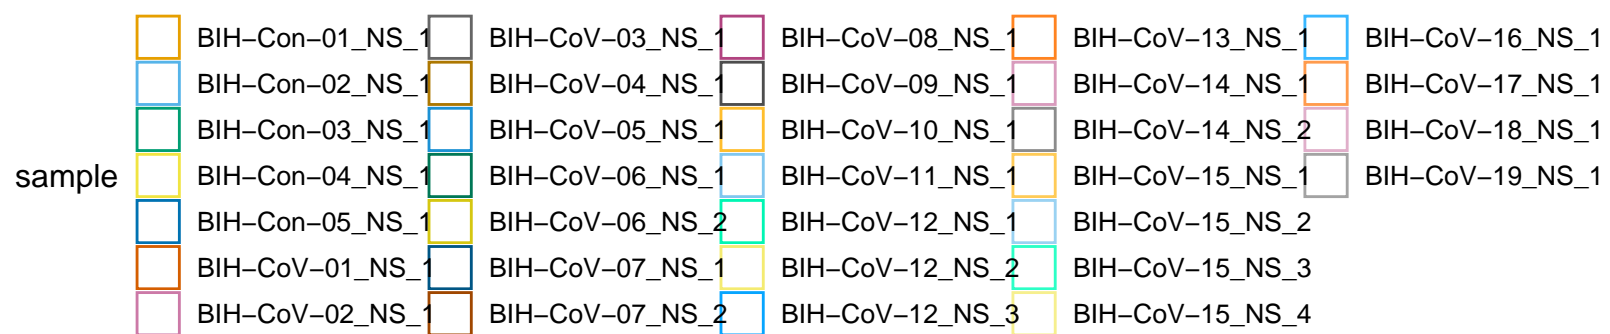 BIH−Con−01_NS_1 BIH−CoV−03_NS_1 BIH−CoV−08_NS_1 BIH−CoV−13_NS_1 BIH−CoV−16_NS_1
BIH−Con−02_NS_1 BIH−CoV−04_NS_1 BIH−CoV−09_NS_1 BIH−CoV−14_NS_1 BIH−CoV−17_NS_1
BIH−Con−03_NS_1 BIH−CoV−05_NS_1 BIH−CoV−10_NS_1 BIH−CoV−14_NS_2 BIH−CoV−18_NS_1
sample BIH−Con−04_NS_1 BIH−CoV−06_NS_1 BIH−CoV−11_NS_1 BIH−CoV−15_NS_1 BIH−CoV−19_NS_1
BIH−Con−05_NS_1 BIH−CoV−06_NS_2 BIH−CoV−12_NS_1 BIH−CoV−15_NS_2
BIH−CoV−01_NS_1 BIH−CoV−07_NS_1 BIH−CoV−12_NS_2 BIH−CoV−15_NS_3
BIH−CoV−02_NS_1 BIH−CoV−07_NS_2 BIH−CoV−12_NS_3 BIH−CoV−15_NS_4